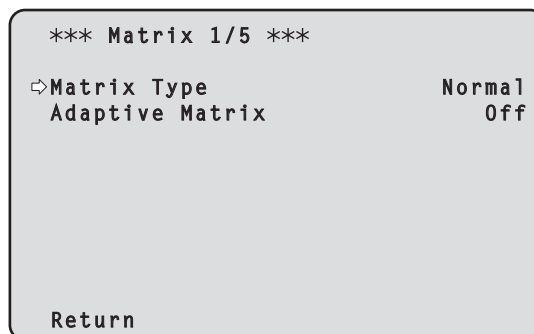 *** Matrix 1/5 ***
⇨Matrix Type Normal
Adaptive Matrix Off
Return